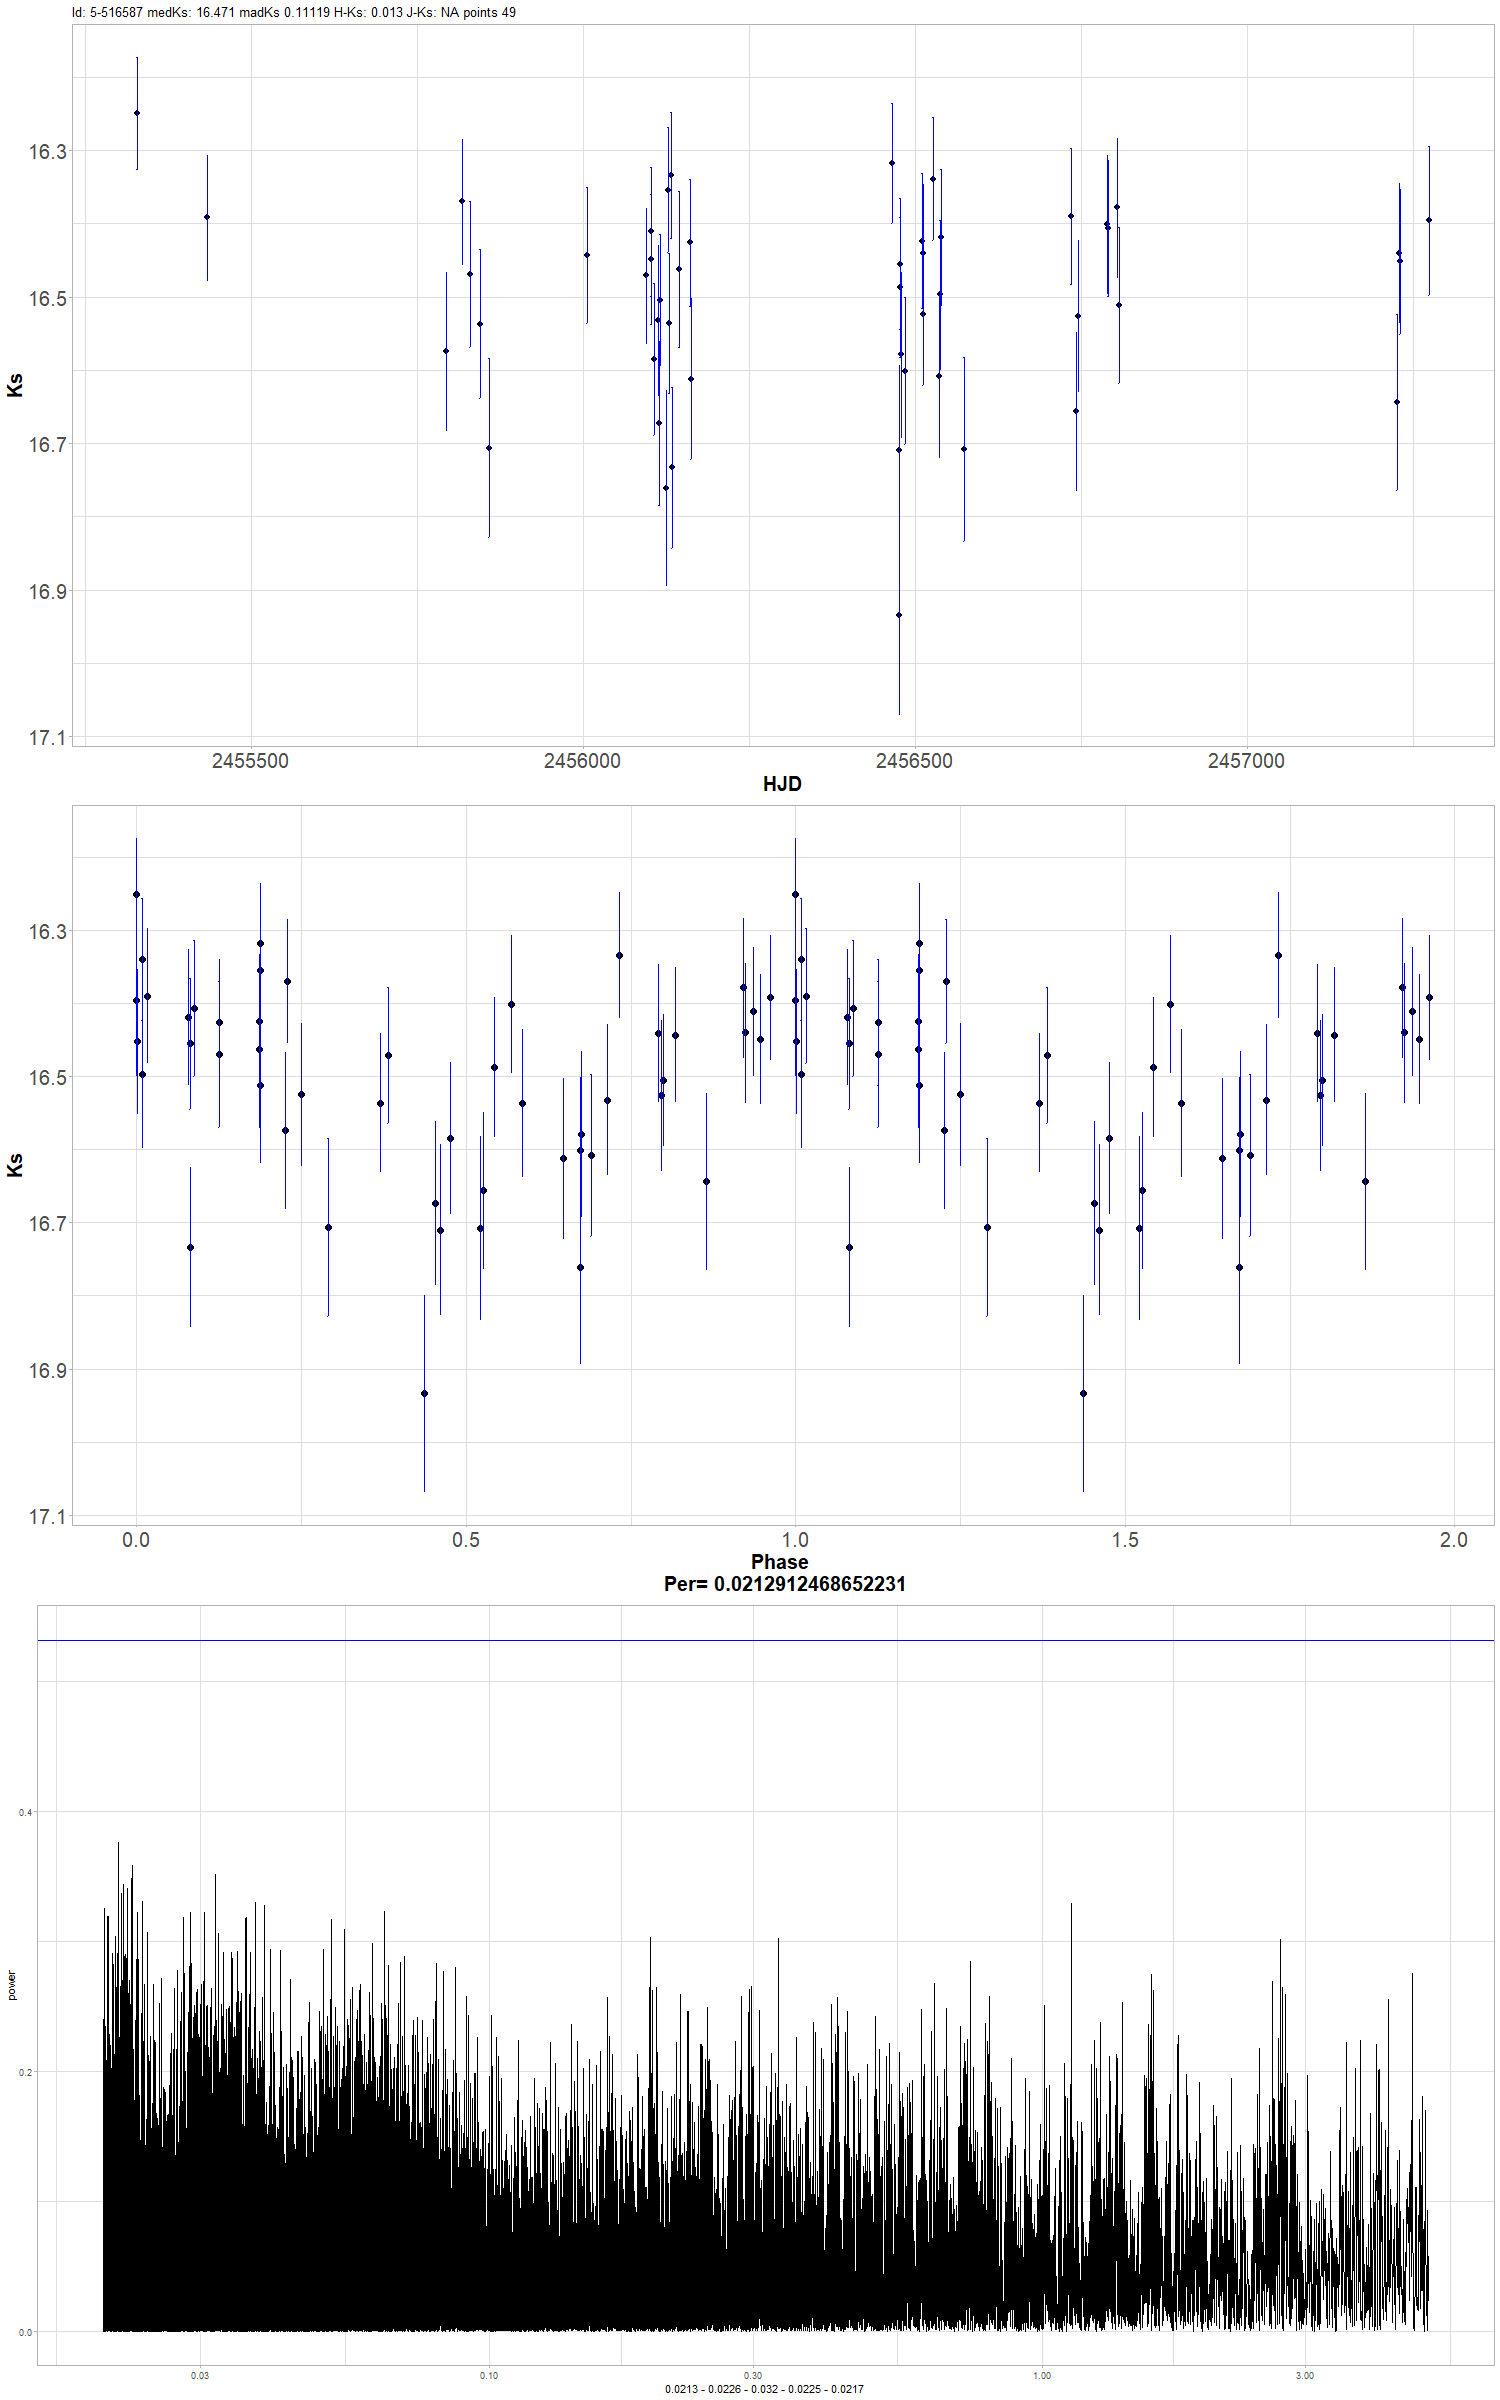 Id: 5-516587 medKs: 16.471 madKs 0.11119 H-Ks: 0.013 J-Ks: NA points 49
16.3
16.5
16.7
16.9
17.1
Ks
2455500 2456000 2456500 2457000
HJD
16.3
16.5
16.7
16.9
17.1
Ks
0.0 0.5 1.0 1.5 2.0
Phase
Per= 0.0212912468652231
0.4
0.2
0.0
power
0.03 0.10 0.30 1.00 3.00
0.0213 - 0.0226 - 0.032 - 0.0225 - 0.0217